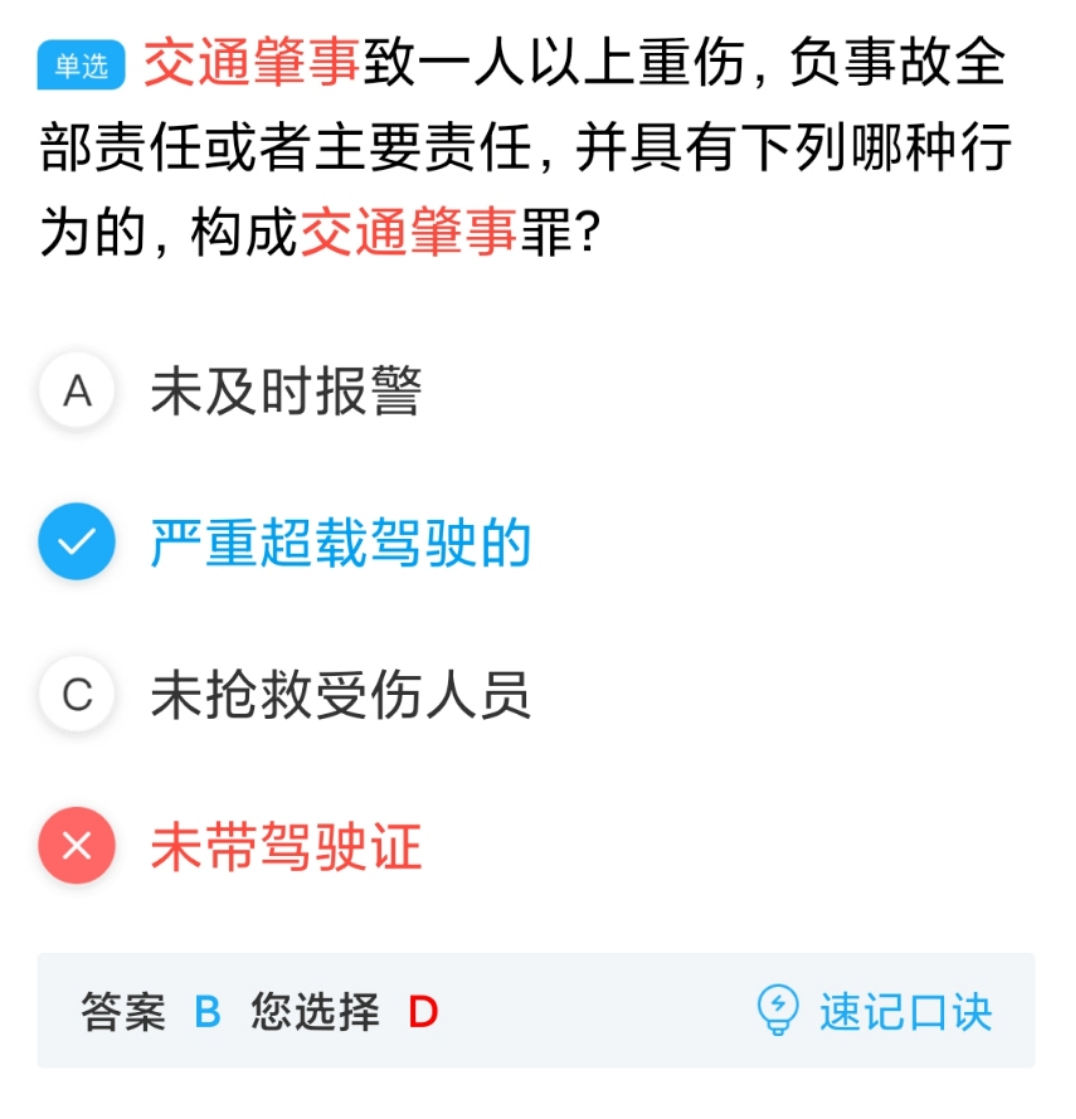 单选 交通肇事致一人以上重伤，负事故全
部责任或者主要责任，并具有下列哪种行
为的，构成交通肇事罪？
A 未及时报警
严重超载驾驶的
C 未抢救受伤人员
未带驾驶证
答案 B 您选择 D 速记口诀